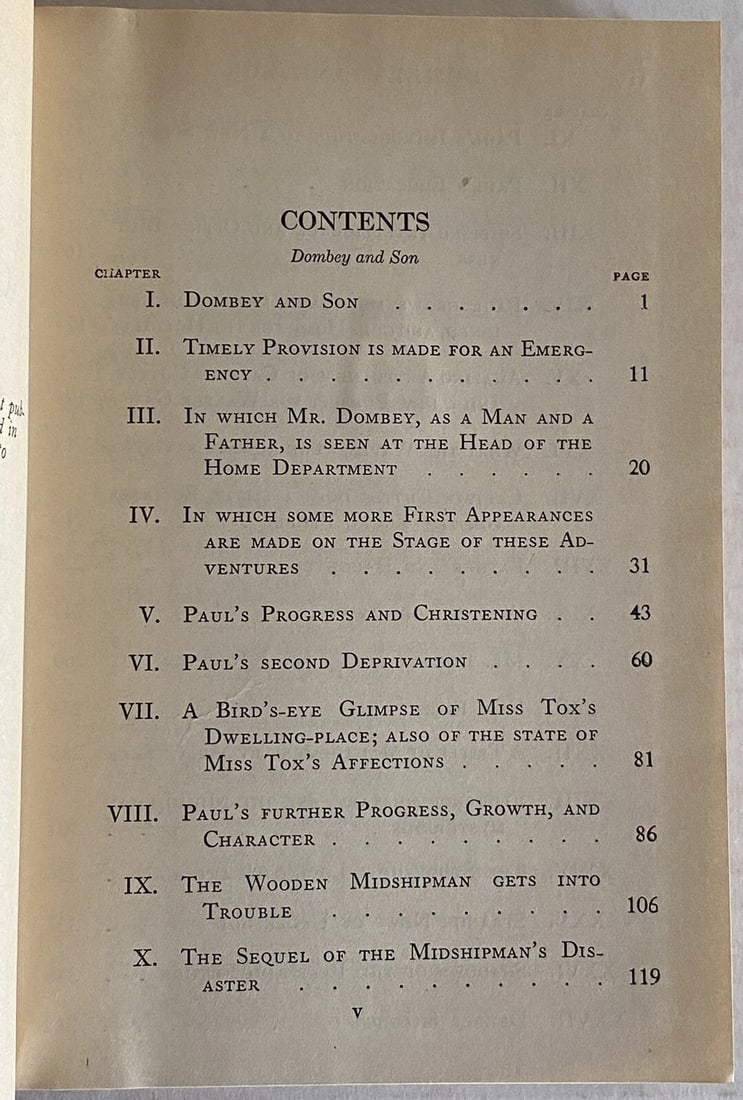 CONTENTS
Dombey and Son
CHAPTER PAGE
I. DOMBEY AND SON . . . . . . . 1
II. TIMELY PROVISION IS MADE FOR AN EMERG-
ENCY . . . . . . . . . . . . 11
III. IN WHICH MR. DOMBEY, AS A MAN AND A
FATHER, IS SEEN AT THE HEAD OF THE
HOME DEPARTMENT . . . . . . 20
IV. IN WHICH SOME MORE FIRST APPEARANCES
ARE MADE ON THE STAGE OF THESE AD-
VENTURES . . . . . . . . . 31
V. PAUL'S PROGRESS AND CHRISTENING . . 43
VI. PAUL'S SECOND DEPRIVATION . . . . 60
VII. A BIRD'S-EYE GLIMPSE OF MISS TOX'S
DWELLING-PLACE; ALSO OF THE STATE OF
MISS TOX'S AFFECTIONS . . . . . 81
VIII. PAUL'S FURTHER PROGRESS, GROWTH, AND
CHARACTER . . . . . . . . . 86
IX. THE WOODEN MIDSHIPMAN GETS INTO
TROUBLE . . . . . . . . . 106
X. THE SEQUEL OF THE MIDSHIPMAN'S DIS-
ASTER . . . . . . . . . . 119
v